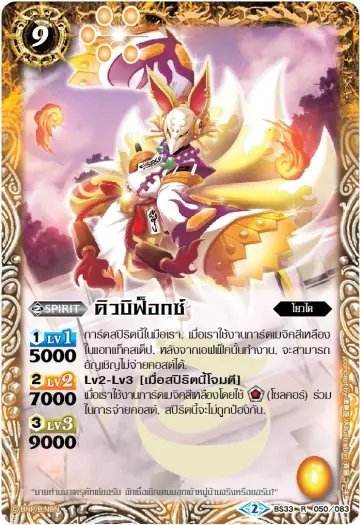 9
2 SPIRIT คิวบิฟ็อกซ์ โยวโค
1 LV1 5000
2 LV2 7000
3 LV3 9000
การ์ดสปิริตนี้ในมือเรา, เมื่อเราใช้งานการ์ดเมจิคสีเหลือง
ในแอทแท็คสเต็ป, หลังจากเอฟเฟ็คนั้นทำงาน, จะสามารถ
อัญเชิญไม่จ่ายคอสต์ได้.
Lv2-Lv3 [เมื่อสปิริตนี้โจมตี]
เมื่อเราใช้งานการ์ดเมจิคสีเหลืองโดยใช้ (โซลคอร์) ร่วม
ในการจ่ายคอสต์, สปิริตนี้จะไม่ถูกป้องกัน.
©BNP/B,NDN
2 BS33 R 050 / 083